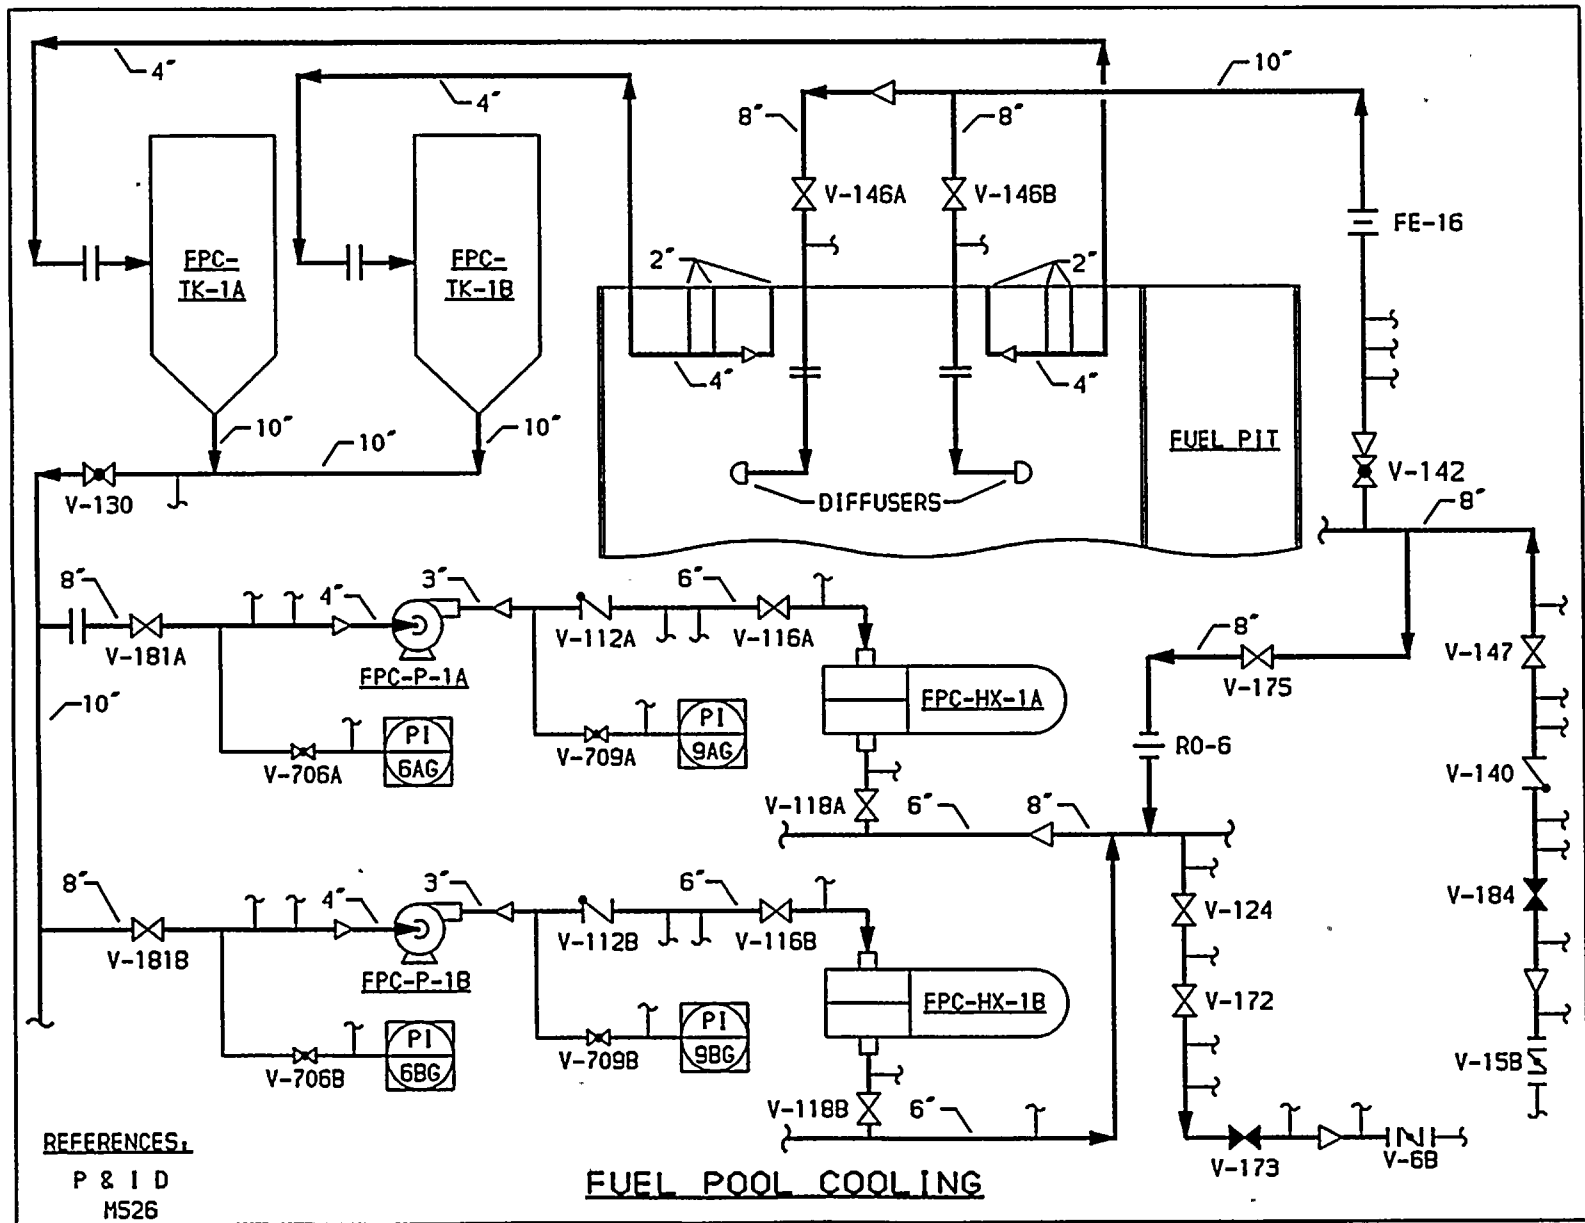 4"
4"
10"
8"
8"
V-146A
V-146B
FE-16
FPC-
TK-1A
FPC-
TK-1B
2"
2"
4"
4"
10"
10"
10"
FUEL PIT
V-130
DIFFUSERS
V-142
8"
8"
4"
3"
6"
V-181A
FPC-P-1A
V-112A
V-116A
8"
V-147
V-175
10"
FPC-HX-1A
PI
6AG
V-706A
PI
9AG
V-709A
RO-6
V-140
V-118A
6"
8"
8"
4"
3"
6"
V-184
V-124
V-181B
FPC-P-1B
V-112B
V-116B
FPC-HX-1B
V-172
PI
6BG
V-706B
PI
9BG
V-709B
V-15B
V-118B
6"
REFERENCES:
P & I D
M526
V-173
V-6B
FUEL POOL COOLING